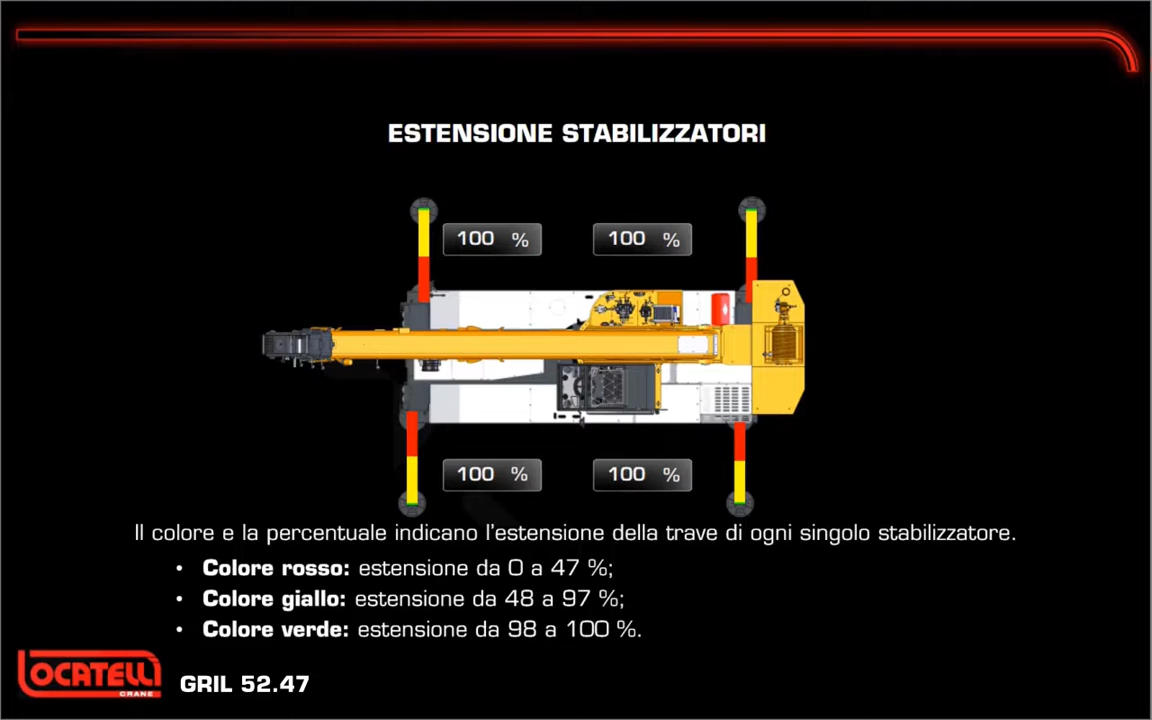 ESTENSIONE STABILIZZATORI
100 %
100 %
100 %
100 %
Il colore e la percentuale indicano l'estensione della trave di ogni singolo stabilizzatore.
• Colore rosso: estensione da 0 a 47 %;
• Colore giallo: estensione da 48 a 97 %;
• Colore verde: estensione da 98 a 100 %.
LOCATELLI
CRANE
GRIL 52.47